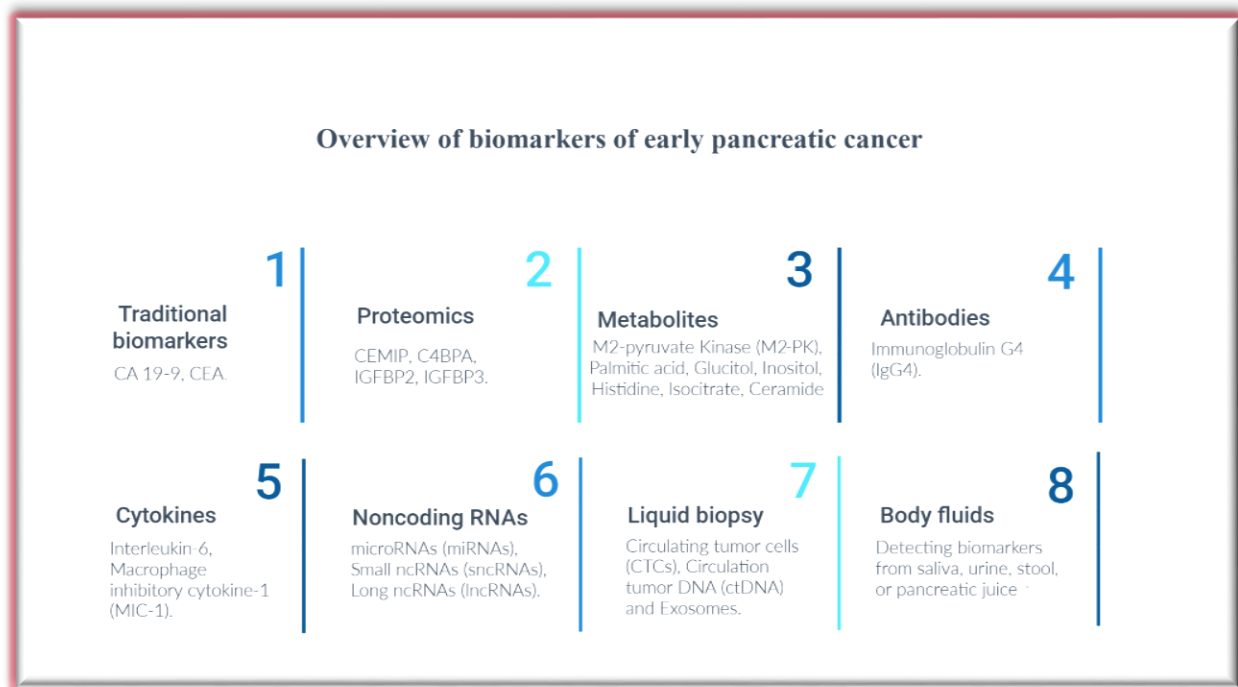 Overview of biomarkers of early pancreatic cancer
1
Traditional
biomarkers
CA 19-9, CEA.
2
Proteomics
CEMIP, C4BPA,
IGFBP2, IGFBP3.
3
Metabolites
M2-pyruvate Kinase (M2-PK),
Palmitic acid, Glucitol, Inositol,
Histidine, Isocitrate, Ceramide
4
Antibodies
Immunoglobulin G4
(IgG4).
5
Cytokines
Interleukin-6,
Macrophage
inhibitory cytokine-1
(MIC-1).
6
Noncoding RNAs
microRNAs (miRNAs),
Small ncRNAs (sncRNAs),
Long ncRNAs (lncRNAs).
7
Liquid biopsy
Circulating tumor cells
(CTCs), Circulation
tumor DNA (ctDNA)
and Exosomes.
8
Body fluids
Detecting biomarkers
from saliva, urine, stool,
or pancreatic juice